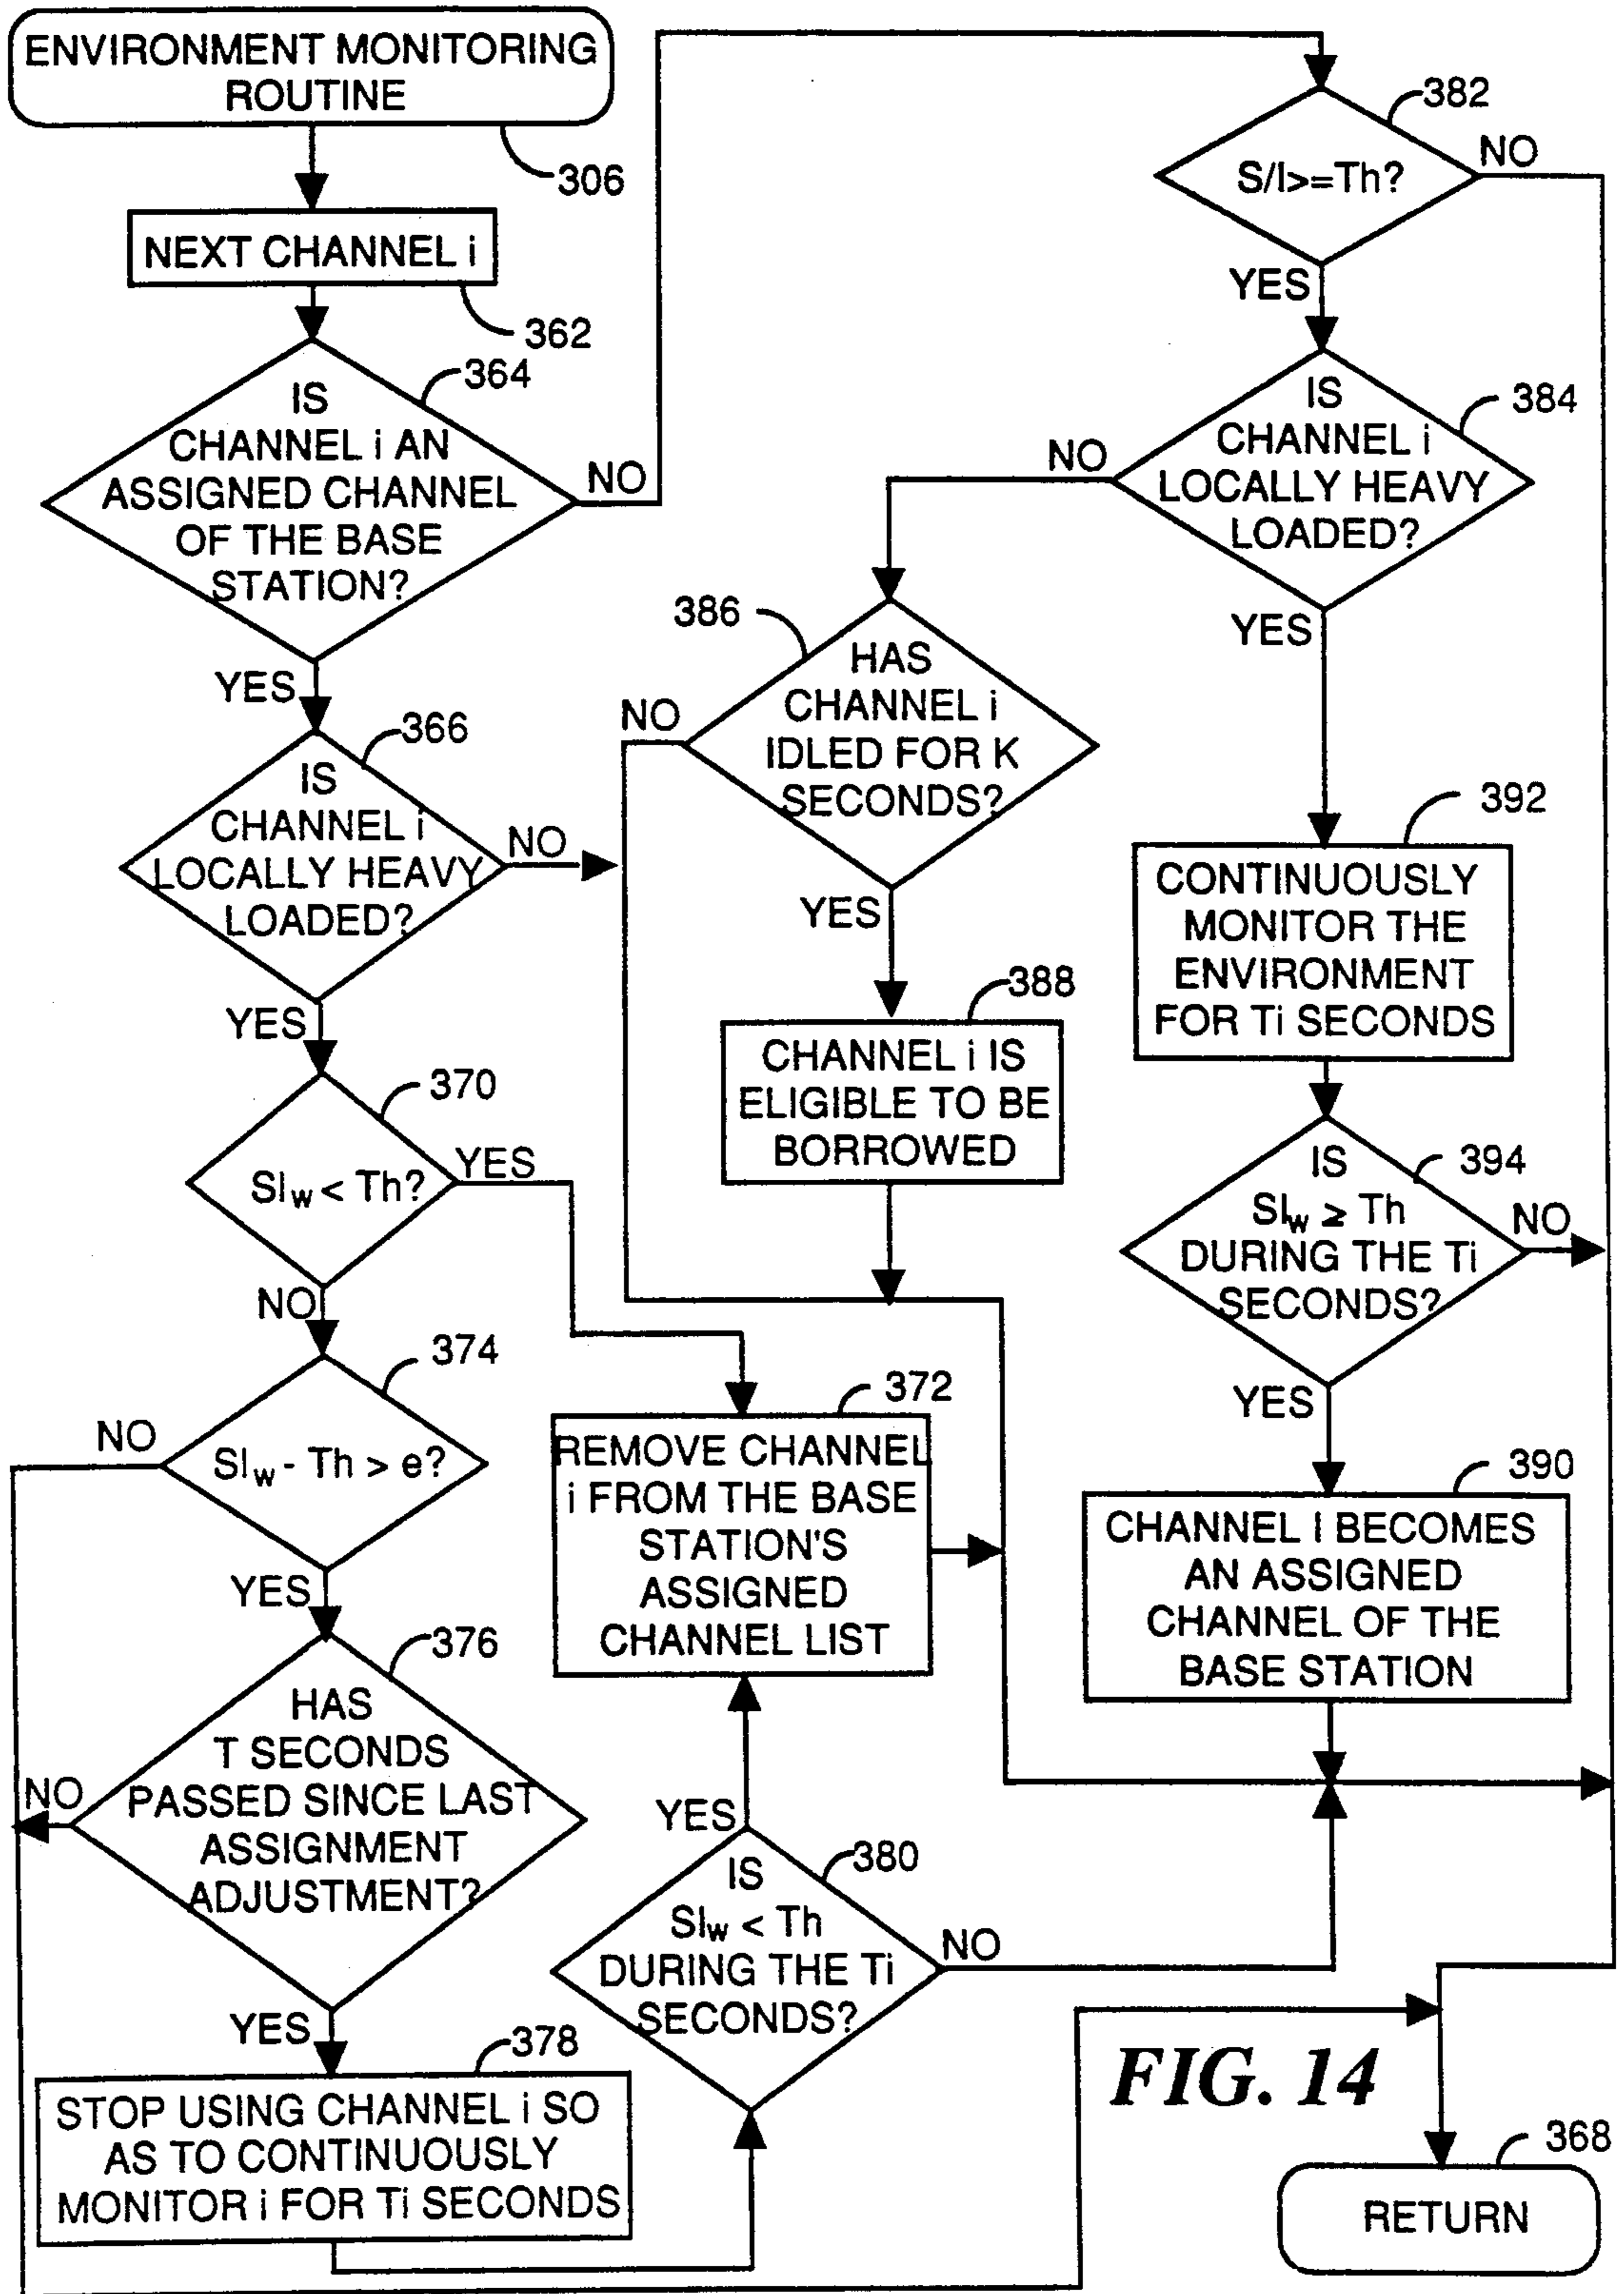 ENVIRONMENT MONITORING
ROUTINE
306
NEXT CHANNEL i
362
364
IS
CHANNEL i AN
ASSIGNED CHANNEL
OF THE BASE
STATION?
NO
YES
366
IS
CHANNEL i
LOCALLY HEAVY
LOADED?
NO
YES
370
SIw < Th?
YES
NO
374
SIw - Th > e?
NO
YES
376
HAS
T SECONDS
PASSED SINCE LAST
ASSIGNMENT
ADJUSTMENT?
NO
YES
378
STOP USING CHANNEL i SO
AS TO CONTINUOUSLY
MONITOR i FOR Ti SECONDS
380
IS
SIw < Th
DURING THE Ti
SECONDS?
YES
NO
372
REMOVE CHANNEL
i FROM THE BASE
STATION'S
ASSIGNED
CHANNEL LIST
382
S/I>=Th?
NO
YES
384
IS
CHANNEL i
LOCALLY HEAVY
LOADED?
NO
YES
386
HAS
CHANNEL i
IDLED FOR K
SECONDS?
NO
YES
388
CHANNEL i IS
ELIGIBLE TO BE
BORROWED
392
CONTINUOUSLY
MONITOR THE
ENVIRONMENT
FOR Ti SECONDS
394
IS
SIw ≥ Th
DURING THE Ti
SECONDS?
NO
YES
390
CHANNEL I BECOMES
AN ASSIGNED
CHANNEL OF THE
BASE STATION
FIG. 14
368
RETURN